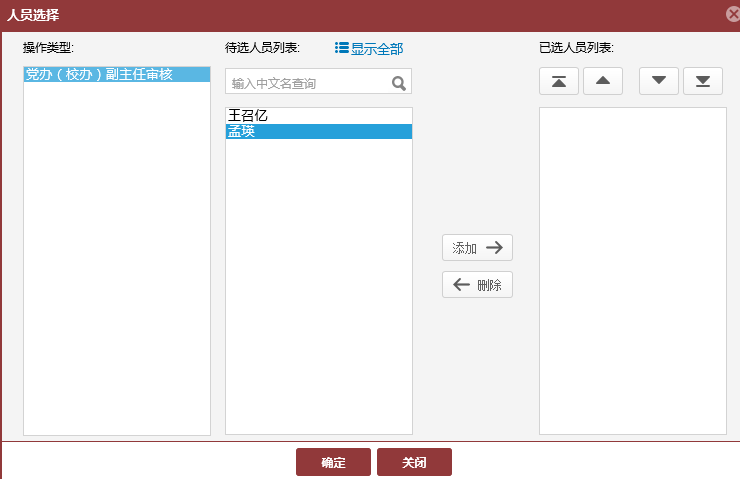 人员选择
操作类型:
党办（校办）副主任审核
待选人员列表:
显示全部
输入中文名查询
王召亿
孟瑛
添加
删除
已选人员列表:
确定
关闭